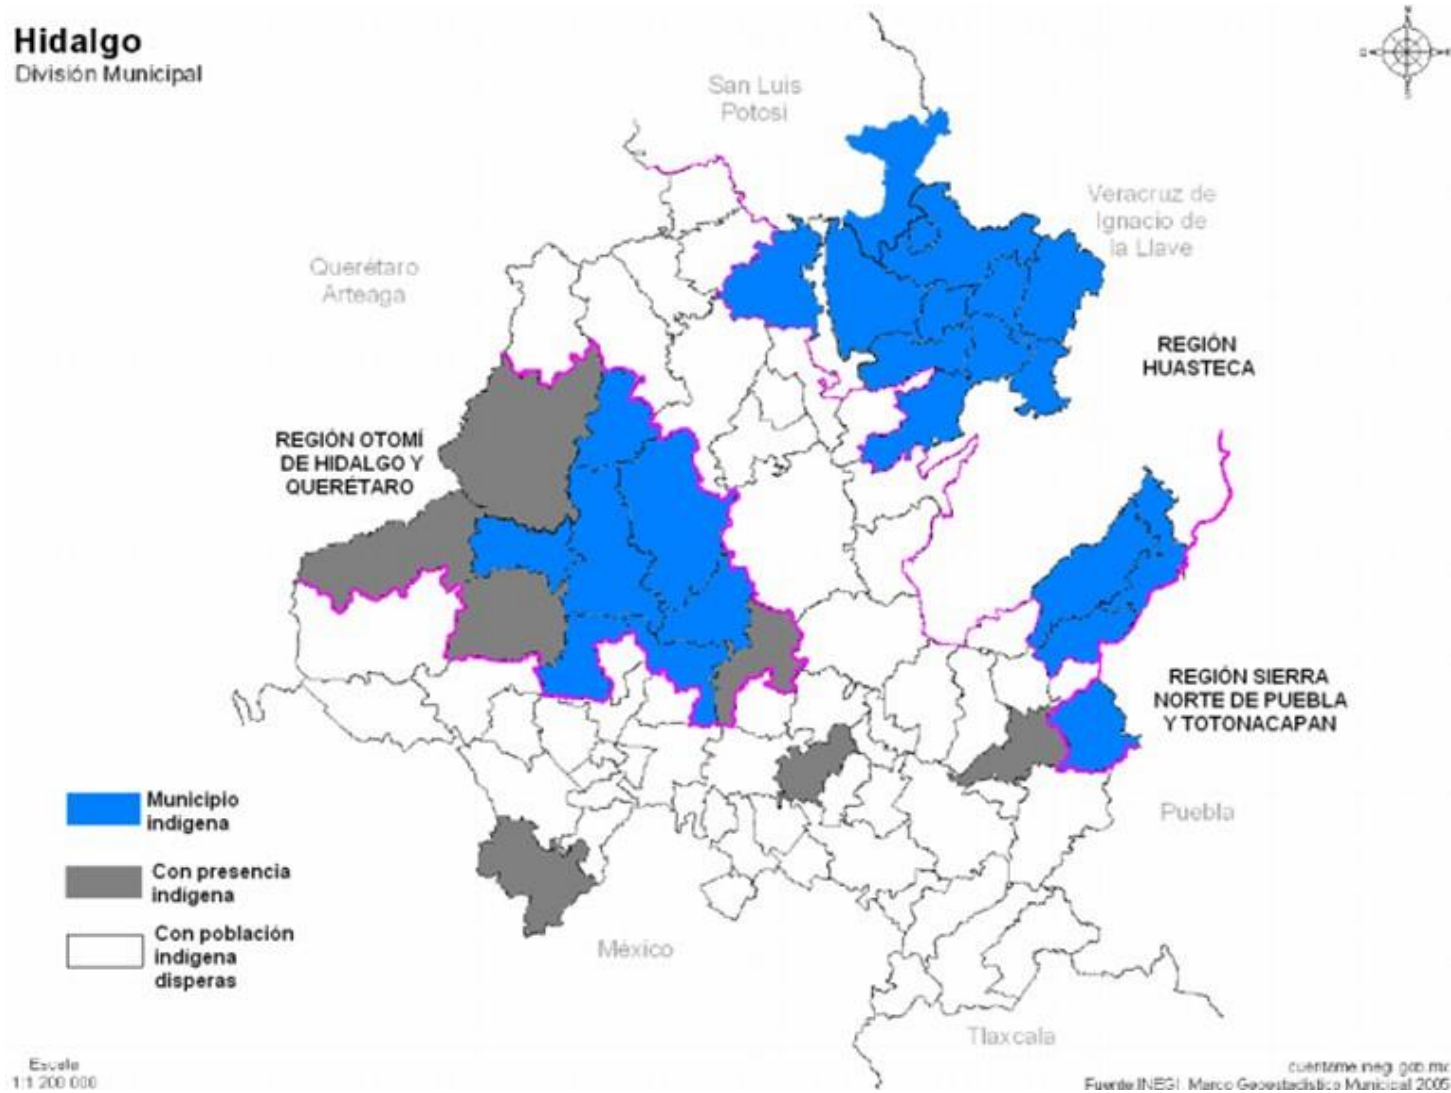 Hidalgo
División Municipal
San Luis
Potosí
Veracruz de
Ignacio de
la Llave
Querétaro
Arteaga
REGIÓN
HUASTECA
REGIÓN OTOMÍ
DE HIDALGO Y
QUERÉTARO
REGIÓN SIERRA
NORTE DE PUEBLA
Y TOTONACAPAN
Municipio
indígena
Puebla
Con presencia
indígena
Con población
indígena
disperas
México
Tlaxcala
Escala
1:1 200 000
cuentame.inegi.gob.mx
Fuente INEGI. Marco Geoestadístico Municipal 2005